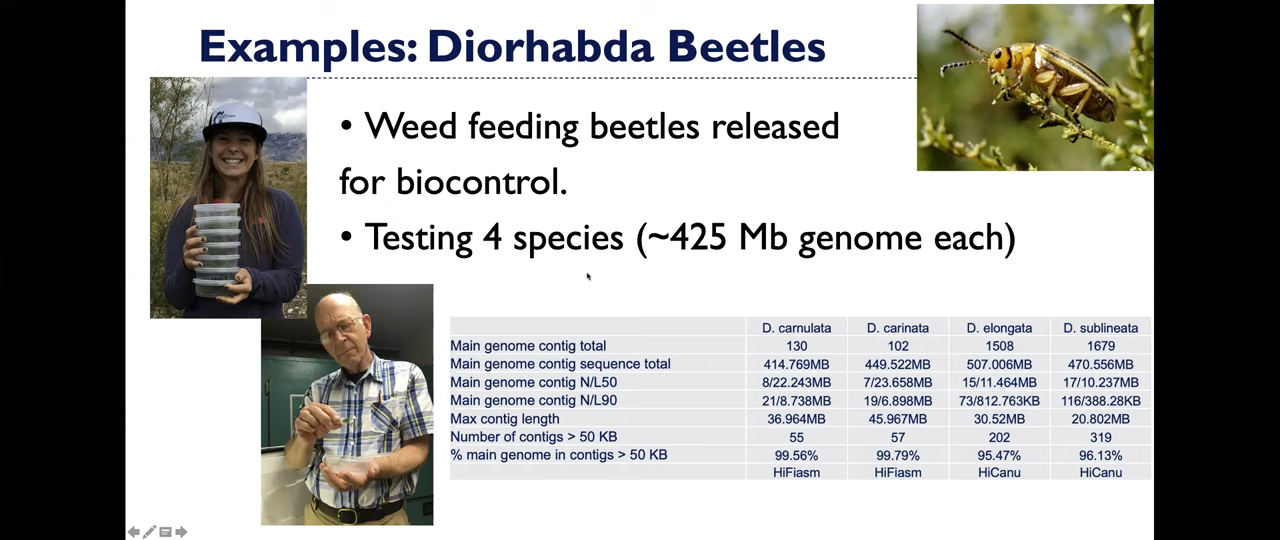 Examples: Diorhabda Beetles
• Weed feeding beetles released
for biocontrol.
• Testing 4 species (~425 Mb genome each)
D. carnulata D. carinata D. elongata D. sublineata
Main genome contig total 130 102 1508 1679
Main genome contig sequence total 414.769MB 449.522MB 507.006MB 470.556MB
Main genome contig N/L50 8/22.243MB 7/23.658MB 15/11.464MB 17/10.237MB
Main genome contig N/L90 21/8.738MB 19/6.898MB 73/812.763KB 116/388.28KB
Max contig length 36.964MB 45.967MB 30.52MB 20.802MB
Number of contigs > 50 KB 55 57 202 319
% main genome in contigs > 50 KB 99.56% 99.79% 95.47% 96.13%
HiFiasm HiFiasm HiCanu HiCanu